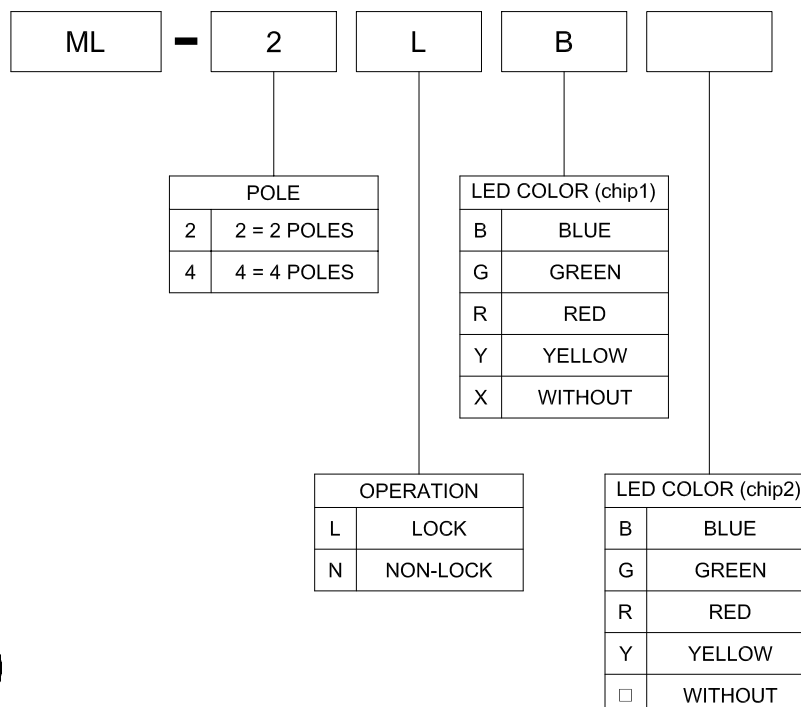 ML - 2 L B
POLE
2 2 = 2 POLES
4 4 = 4 POLES
LED COLOR (chip1)
B BLUE
G GREEN
R RED
Y YELLOW
X WITHOUT
OPERATION
L LOCK
N NON-LOCK
LED COLOR (chip2)
B BLUE
G GREEN
R RED
Y YELLOW
□ WITHOUT